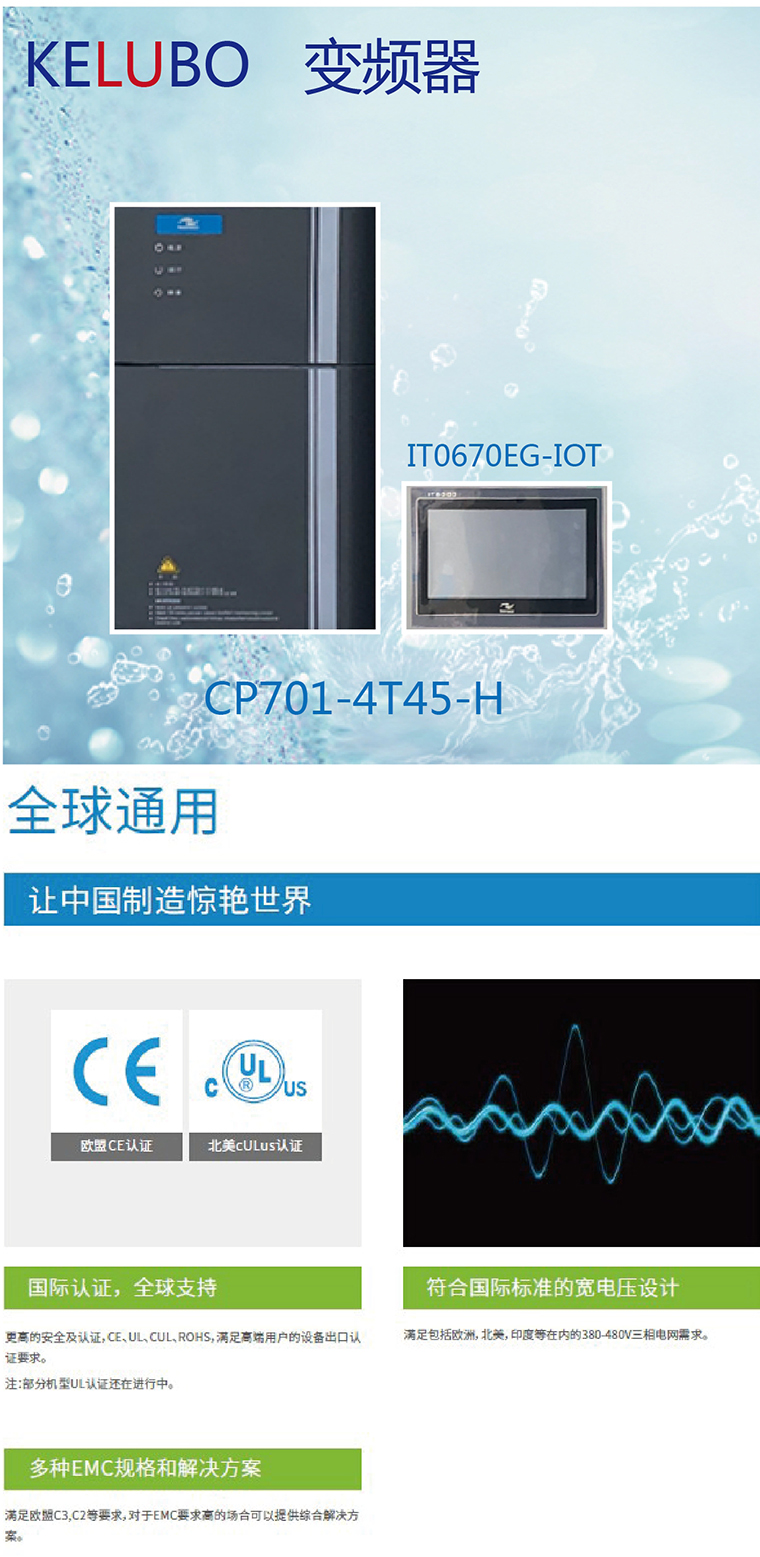 KELUBO 变频器
IT0670EG-IOT
CP701-4T45-H
全球通用
让中国制造惊艳世界
CE
C UL US
®
欧盟CE认证
北美cULus认证
国际认证，全球支持
符合国际标准的宽电压设计
更高的安全及认证，CE、UL、CUL、ROHS，满足高端用户的设备出口认
证要求。
注：部分机型UL认证还在进行中。
满足包括欧洲，北美，印度等在内的380-480V三相电网需求。
多种EMC规格和解决方案
满足欧盟C3,C2等要求，对于EMC要求高的场合可以提供综合解决方
案。